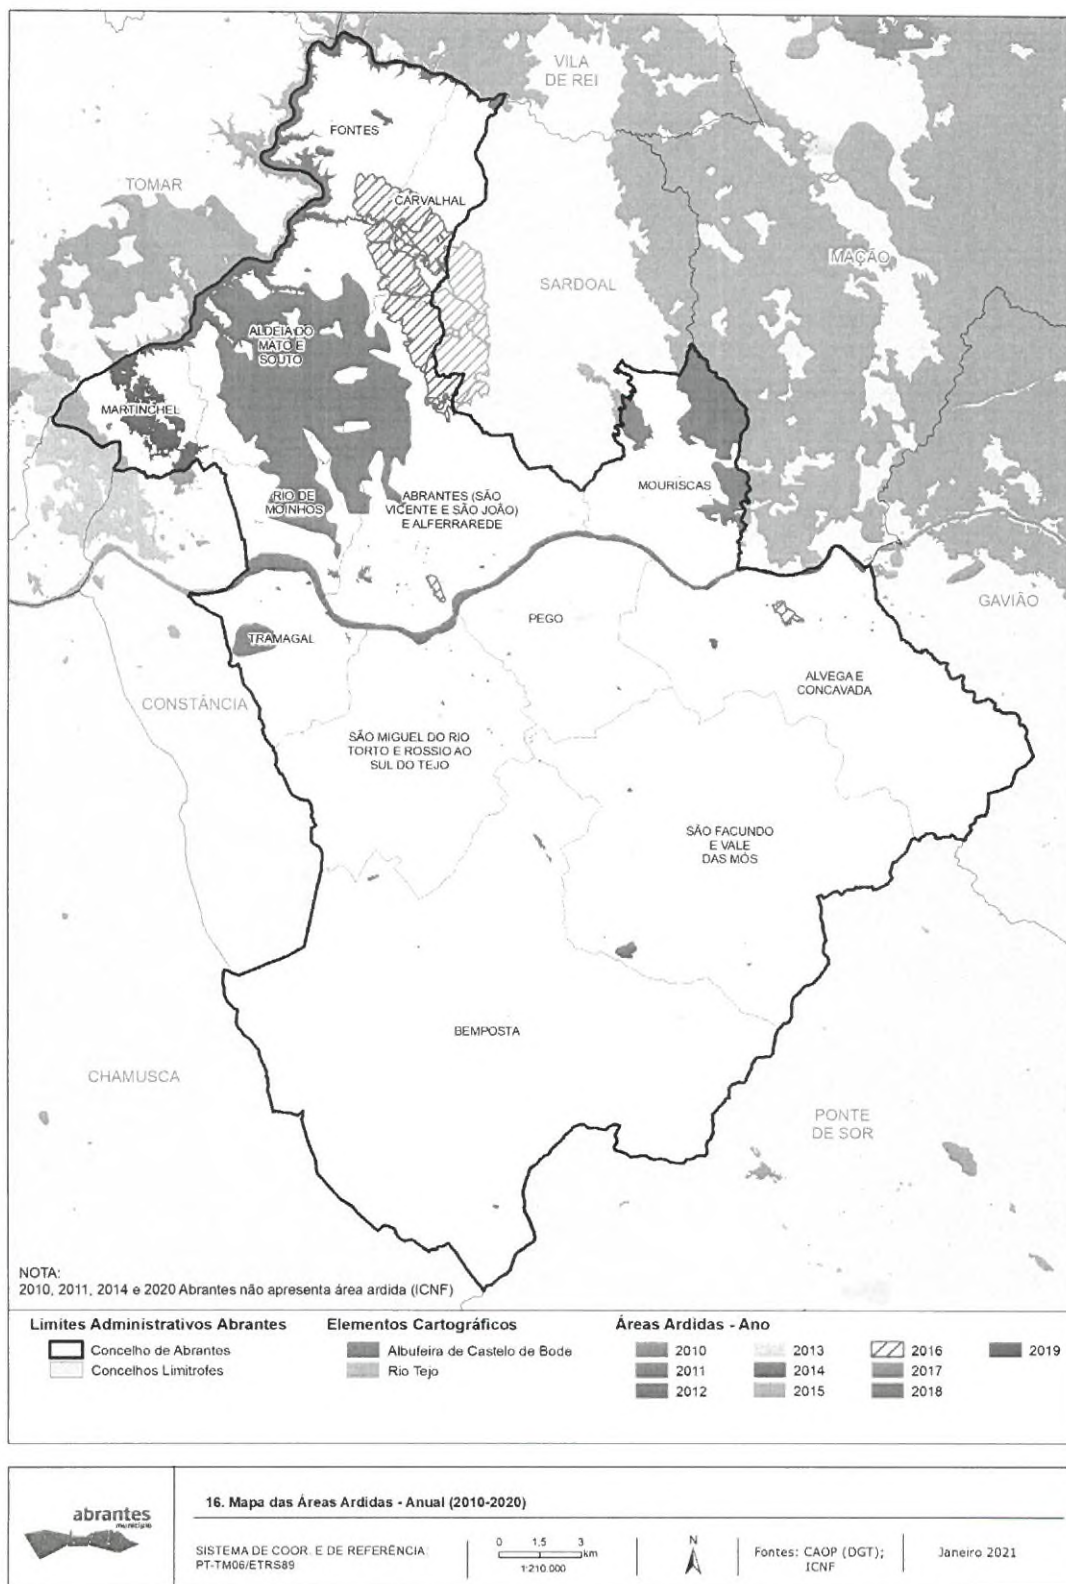 VILA
DE REI
FONTES
TOMAR
CARVALHAL
MAÇÃO
SARDOAL
ALDEIA DO
MATO E
SOUTO
MARTINCHEL
MOURISCAS
RIO DE
MOINHOS
ABRANTES (SÃO
VICENTE E SÃO JOÃO)
E ALFERRAREDE
GAVIÃO
PEGO
TRAMAGAL
ALVEGA E
CONCAVADA
CONSTÂNCIA
SÃO MIGUEL DO RIO
TORTO E ROSSIO AO
SUL DO TEJO
SÃO FACUNDO
E VALE
DAS MÓS
BEMPOSTA
CHAMUSCA
PONTE
DE SOR
NOTA:
2010, 2011, 2014 e 2020 Abrantes não apresenta área ardida (ICNF)
Limites Administrativos Abrantes
Concelho de Abrantes
Concelhos Limitrofes
Elementos Cartográficos
Albufeira de Castelo de Bode
Rio Tejo
Áreas Ardidas - Ano
2010
2011
2012
2013
2014
2015
2016
2017
2018
2019
abrantes
município
16. Mapa das Áreas Ardidas - Anual (2010-2020)
SISTEMA DE COOR. E DE REFERÊNCIA:
PT-TM06/ETRS89
0 1,5 3
km
1:210.000
N
Fontes: CAOP (DGT);
ICNF
Janeiro 2021